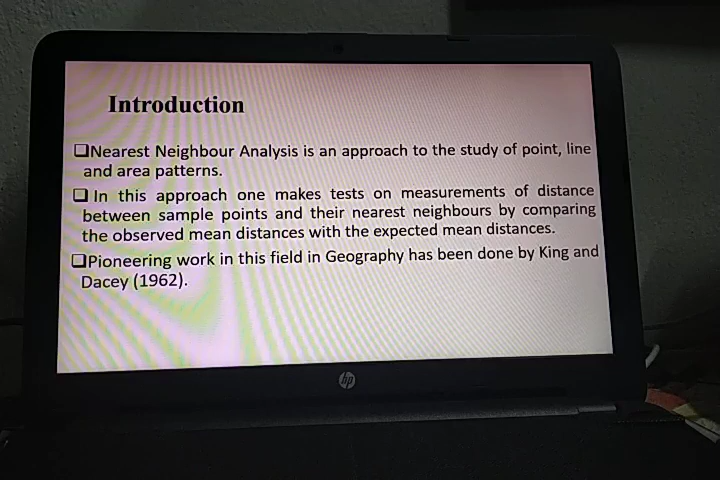 Introduction
❑Nearest Neighbour Analysis is an approach to the study of point, line
and area patterns.
❑ In this approach one makes tests on measurements of distance
between sample points and their nearest neighbours by comparing
the observed mean distances with the expected mean distances.
❑Pioneering work in this field in Geography has been done by King and
Dacey (1962).
hp